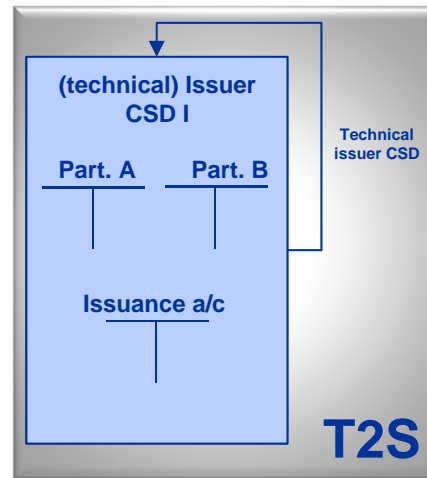 (technical) Issuer
CSD I
Technical
issuer CSD
Part. A
Part. B
Issuance a/c
T2S